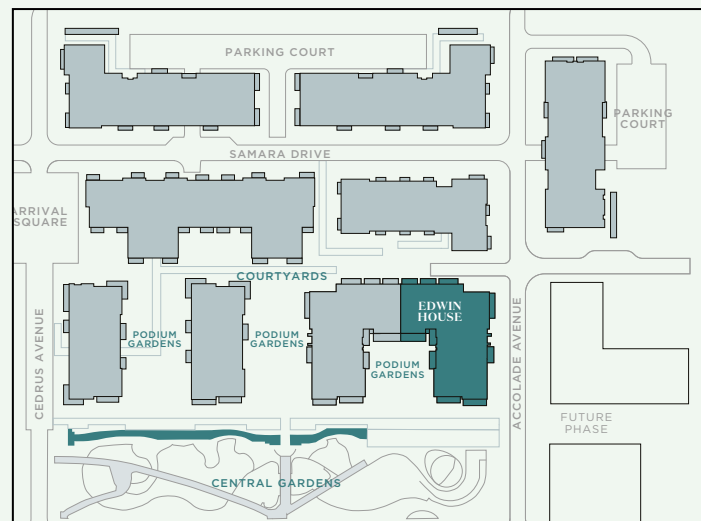 PARKING COURT
PARKING
COURT
SAMARA DRIVE
ARRIVAL
SQUARE
COURTYARDS
EDWIN
HOUSE
PODIUM
GARDENS
PODIUM
GARDENS
PODIUM
GARDENS
CEDRUS AVENUE
ACCOLADE AVENUE
FUTURE
PHASE
CENTRAL GARDENS